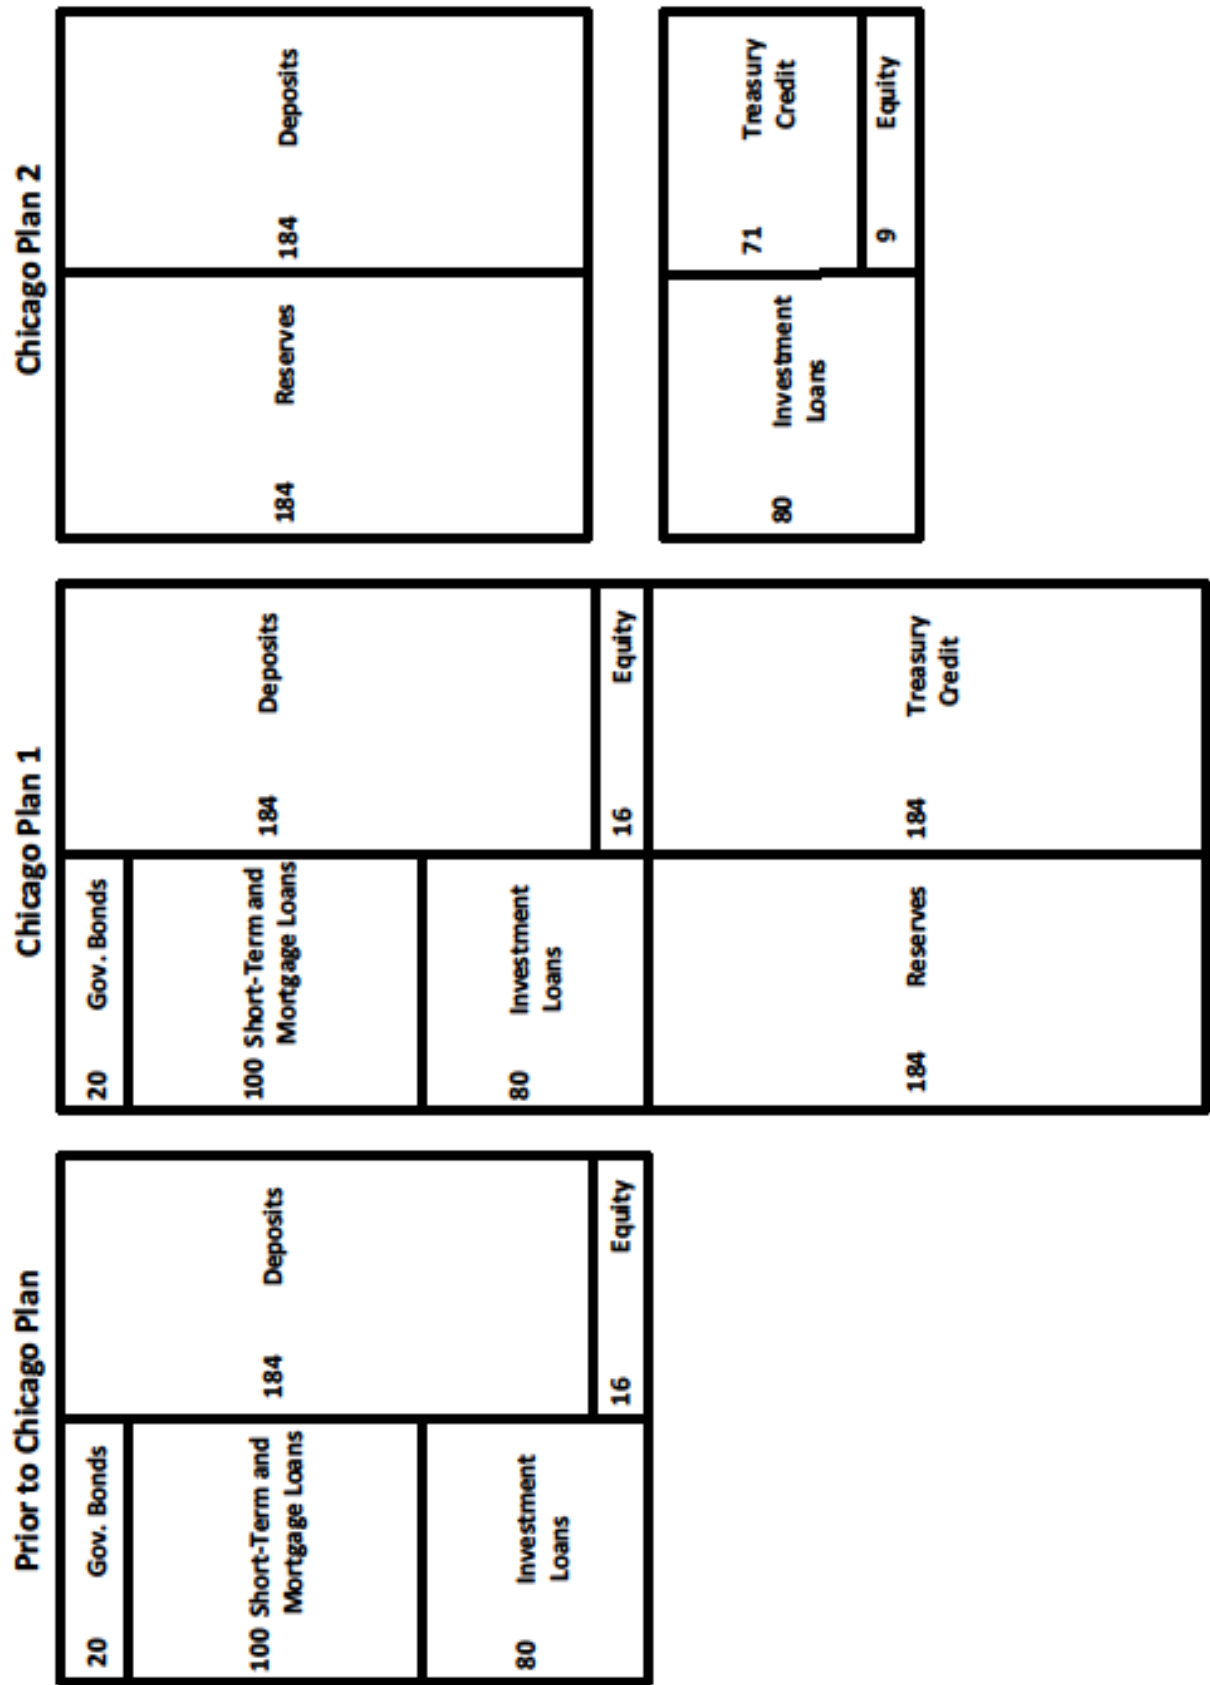 Prior to Chicago Plan
20 Gov. Bonds
100 Short-Term and
Mortgage Loans
80 Investment
Loans
184 Deposits
16 Equity
Chicago Plan 1
20 Gov. Bonds
100 Short-Term and
Mortgage Loans
80 Investment
Loans
184 Reserves
184 Deposits
16 Equity
184 Treasury
Credit
Chicago Plan 2
184 Reserves
184 Deposits
80 Investment
Loans
71 Treasury
Credit
9 Equity